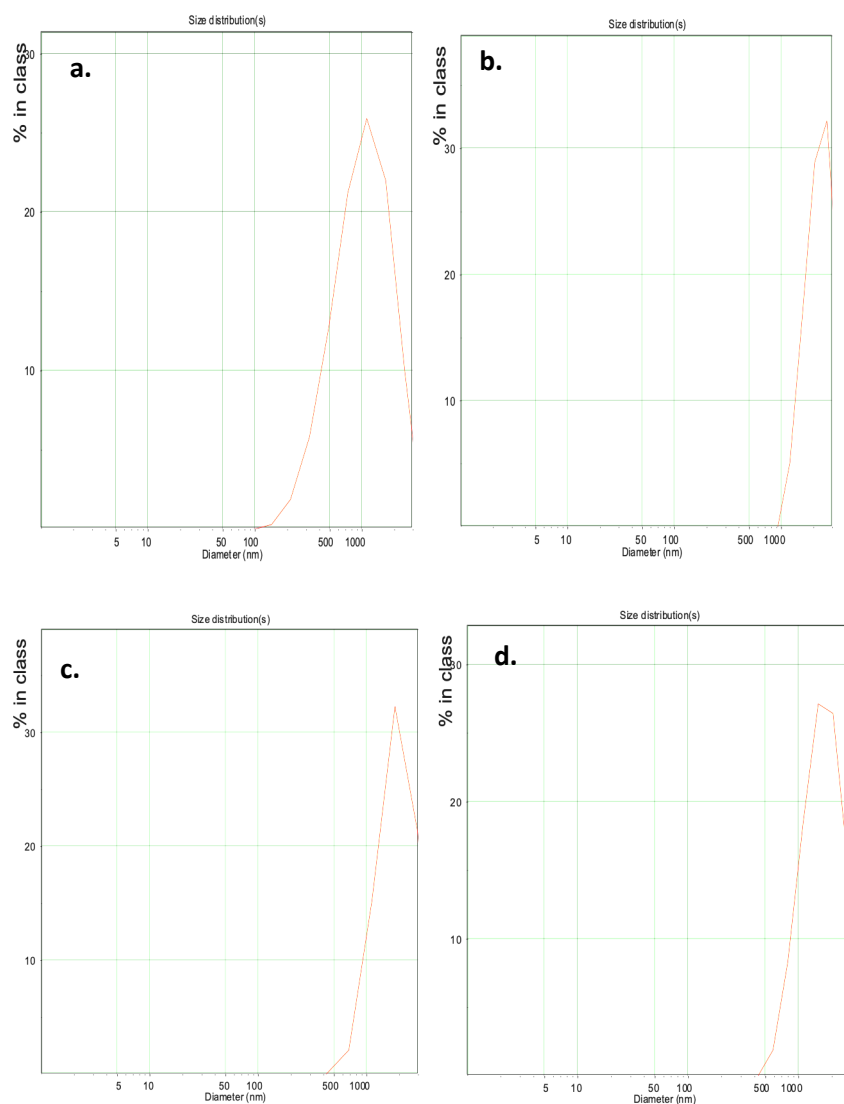 Size distribution(s)
% in class
a.
30
20
10
5 10 50 100 500 1000
Diameter (nm)
Size distribution(s)
% in class
b.
30
20
10
5 10 50 100 500 1000
Diameter (nm)
Size distribution(s)
% in class
c.
30
20
10
5 10 50 100 500 1000
Diameter (nm)
Size distribution(s)
% in class
d.
30
20
10
5 10 50 100 500 1000
Diameter (nm)